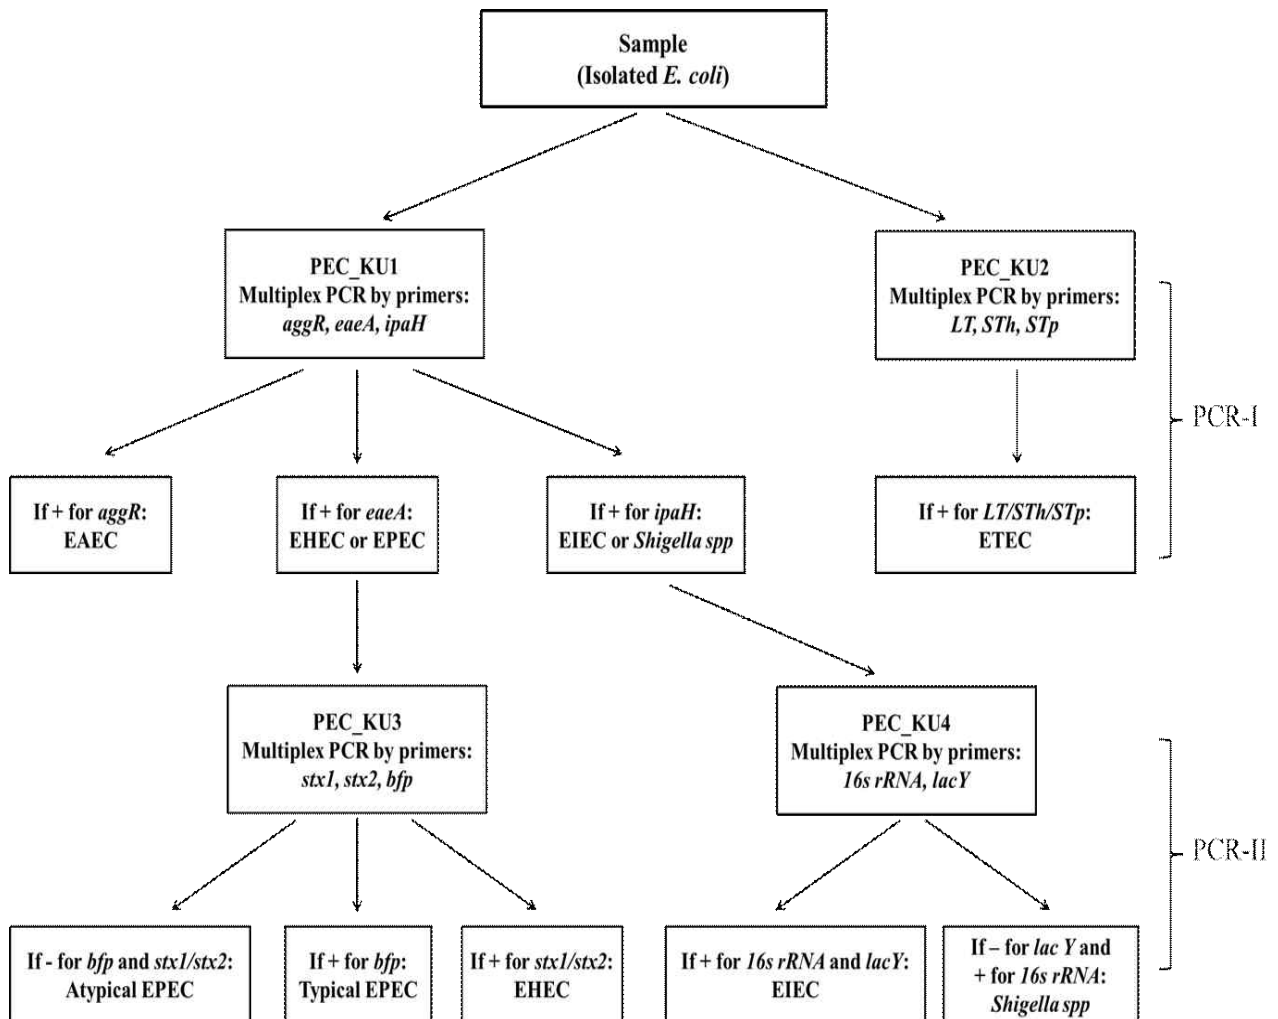 Sample
(Isolated E. coli)
PEC_KU1
Multiplex PCR by primers:
aggR, eaeA, ipaH
PEC_KU2
Multiplex PCR by primers:
LT, STh, STp
PCR-I
If + for aggR:
EAEC
If + for eaeA:
EHEC or EPEC
If + for ipaH:
EIEC or Shigella spp
If + for LT/STh/STp:
ETEC
PEC_KU3
Multiplex PCR by primers:
stx1, stx2, bfp
PEC_KU4
Multiplex PCR by primers:
16s rRNA, lacY
PCR-II
If - for bfp and stx1/stx2:
Atypical EPEC
If + for bfp:
Typical EPEC
If + for stx1/stx2:
EHEC
If + for 16s rRNA and lacY:
EIEC
If – for lac Y and
+ for 16s rRNA:
Shigella spp